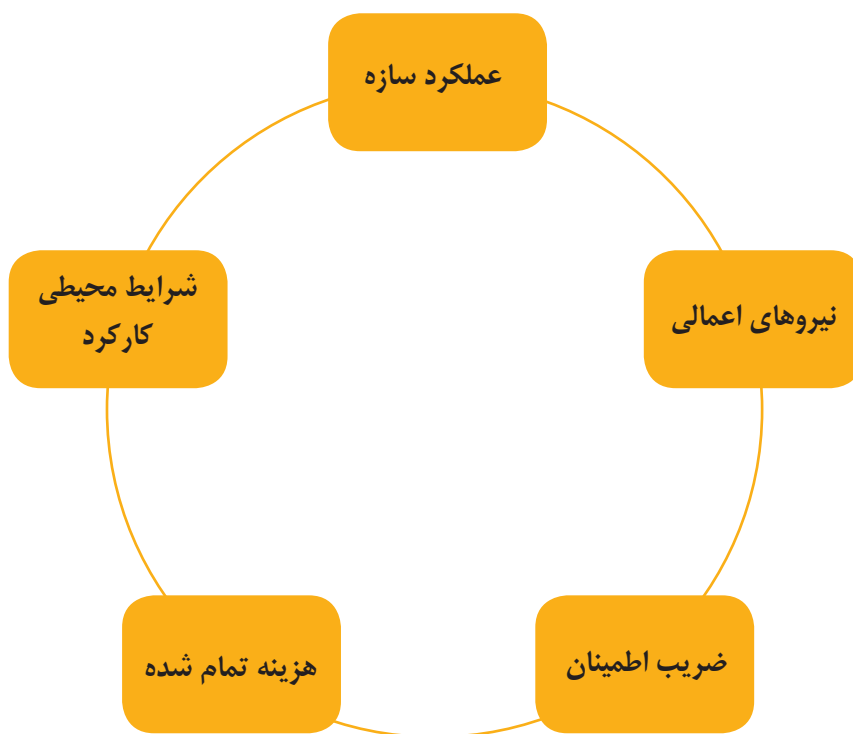 عملکرد سازه
نیروهای اعمالی
ضریب اطمینان
هزینه تمام شده
شرایط محیطی
کارکرد